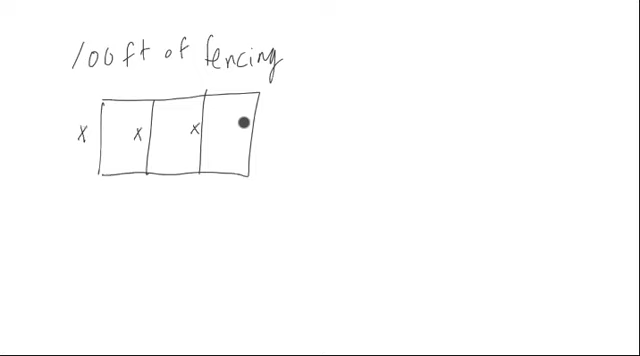 100 ft of fencing
x x x